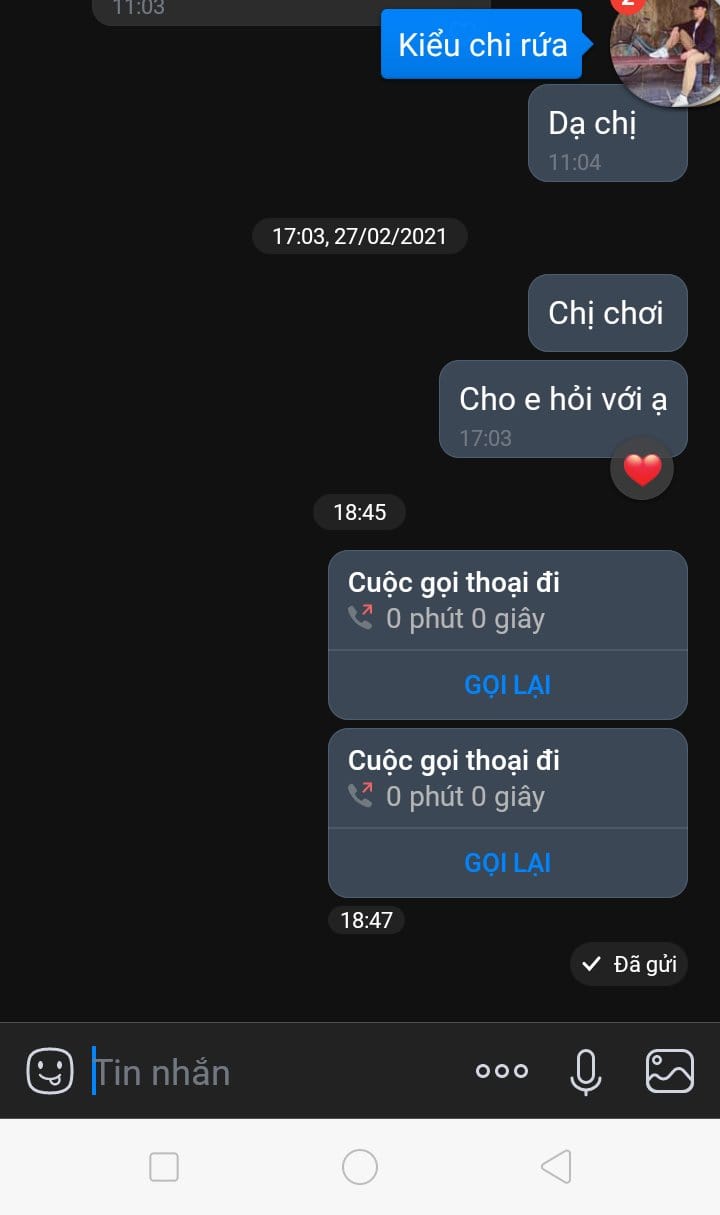 11:03
2
Kiểu chi rứa
Dạ chị
11:04
17:03, 27/02/2021
Chị chơi
Cho e hỏi với ạ
17:03
18:45
Cuộc gọi thoại đi
0 phút 0 giây
GỌI LẠI
Cuộc gọi thoại đi
0 phút 0 giây
GỌI LẠI
18:47
Đã gửi
Tin nhắn